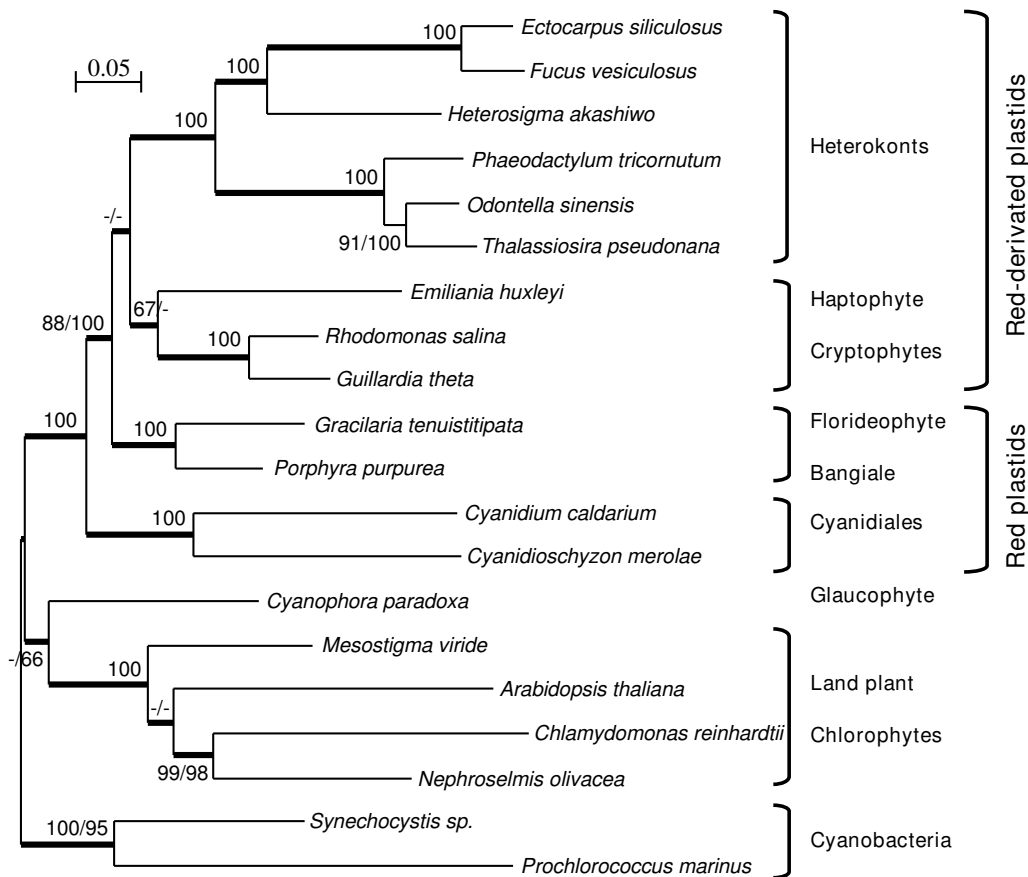 Ectocarpus siliculosus
100
0.05
Fucus vesiculosus
100
Heterosigma akashiwo
100
Heterokonts
Phaeodactylum tricornutum
100
Odontella sinensis
-/-
91/100
Thalassiosira pseudonana
Red-derived plastids
Emiliania huxleyi
Haptophyte
67/-
88/100
Rhodomonas salina
100
Cryptophytes
Guillardia theta
Gracilaria tenuistitipata
Florideophyte
100
100
Porphyra purpurea
Bangiale
Red plastids
Cyanidium caldarium
100
Cyanidiales
Cyanidioschyzon merolae
Cyanophora paradoxa
Glaucophyte
Mesostigma viride
-/66
100
Arabidopsis thaliana
Land plant
-/-
Chlamydomonas reinhardtii
Chlorophytes
99/98
Nephroselmis olivacea
Synechocystis sp.
100/95
Cyanobacteria
Prochlorococcus marinus